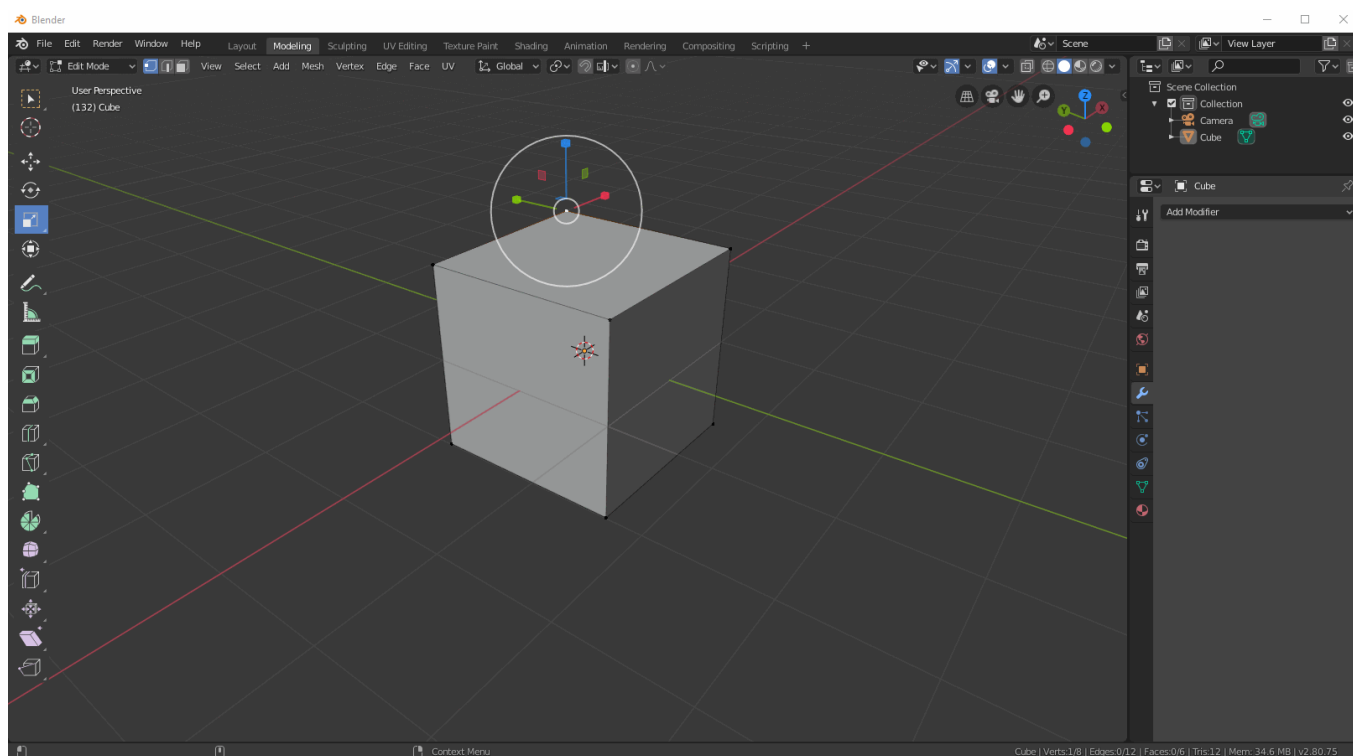 Blender
File Edit Render Window Help Layout Modeling Sculpting UV Editing Texture Paint Shading Animation Rendering Compositing Scripting + Scene View Layer
Edit Mode View Select Add Mesh Vertex Edge Face UV Global
User Perspective
(132) Cube
Z
Y
X
Scene Collection
Collection
Camera
Cube
Cube
Add Modifier
Context Menu
Cube | Verts:1/8 | Edges:0/12 | Faces:0/6 | Tris:12 | Mem: 34.6 MB | v2.80.75